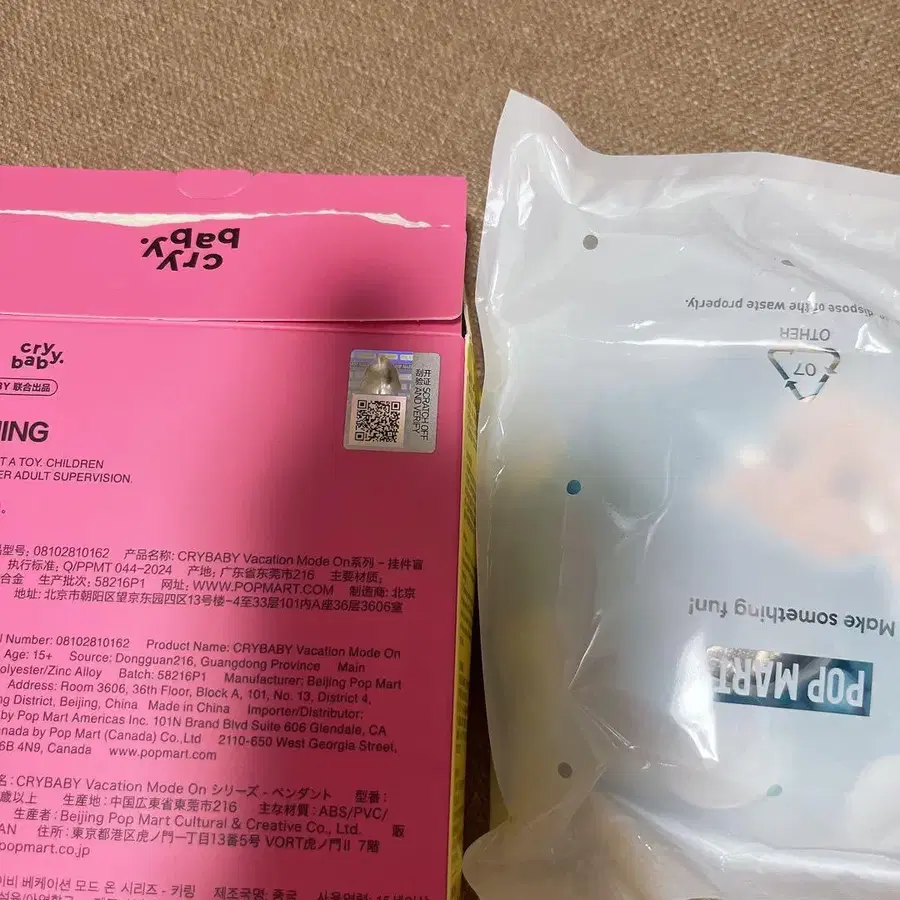 cry
baby.
cry
baby.
BY 联合出品
开证 SCRATCH OFF
刮验 AND VERIFY
NING
T A TOY. CHILDREN
ER ADULT SUPERVISION.
品型号: 08102810162 产品名称: CRYBABY Vacation Mode On系列 - 挂件盲
执行标准: Q/PPMT 044-2024 产地: 广东省东莞市216 主要材质:
合金 生产批次: 58216P1 网址: WWW.POPMART.COM 制造商: 北京
地址: 北京市朝阳区望京东园四区13号楼-4至33层101内A座36层3606室
l Number: 08102810162 Product Name: CRYBABY Vacation Mode On
Age: 15+ Source: Dongguan216, Guangdong Province Main
olyester/Zinc Alloy Batch: 58216P1 Manufacturer: Beijing Pop Mart
Address: Room 3606, 36th Floor, Block A, 101, No. 13, District 4,
ng District, Beijing, China Made in China Importer/Distributor:
by Pop Mart Americas Inc. 101N Brand Blvd Suite 606 Glendale, CA
anada by Pop Mart (Canada) Co.,Ltd 2110-650 West Georgia Street,
6B 4N9, Canada www.popmart.com
名: CRYBABY Vacation Mode On シリーズ - ペンダント 型番:
歳以上 生産地: 中国広東省東莞市216 主な材質: ABS/PVC/
生産者: Beijing Pop Mart Cultural & Creative Co., Ltd. 販
AN 住所: 東京都港区虎ノ門一丁目13番5号 VORT虎ノ門II 7階
popmart.co.jp
이비 베케이션 모드 온 시리즈 - 키링 제조국명: 중국
dispose of the waste properly.
OTHER
07
Make something fun!
POP MART